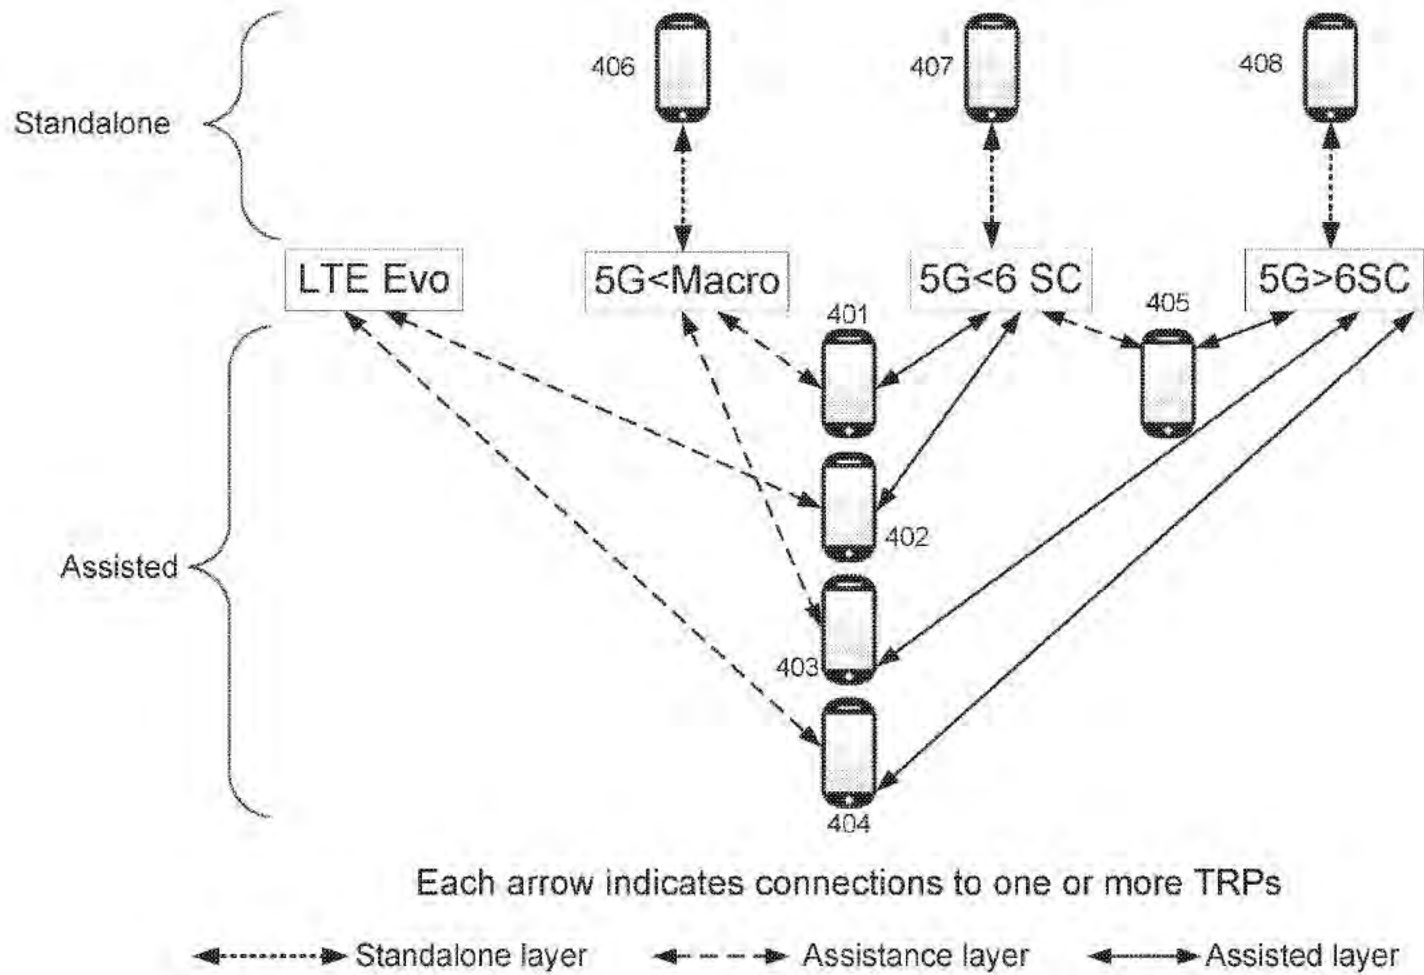 406
407
408
Standalone
LTE Evo
5G<Macro
5G<6 SC
5G>6SC
401
405
402
Assisted
403
404
Each arrow indicates connections to one or more TRPs
Standalone layer
Assistance layer
Assisted layer